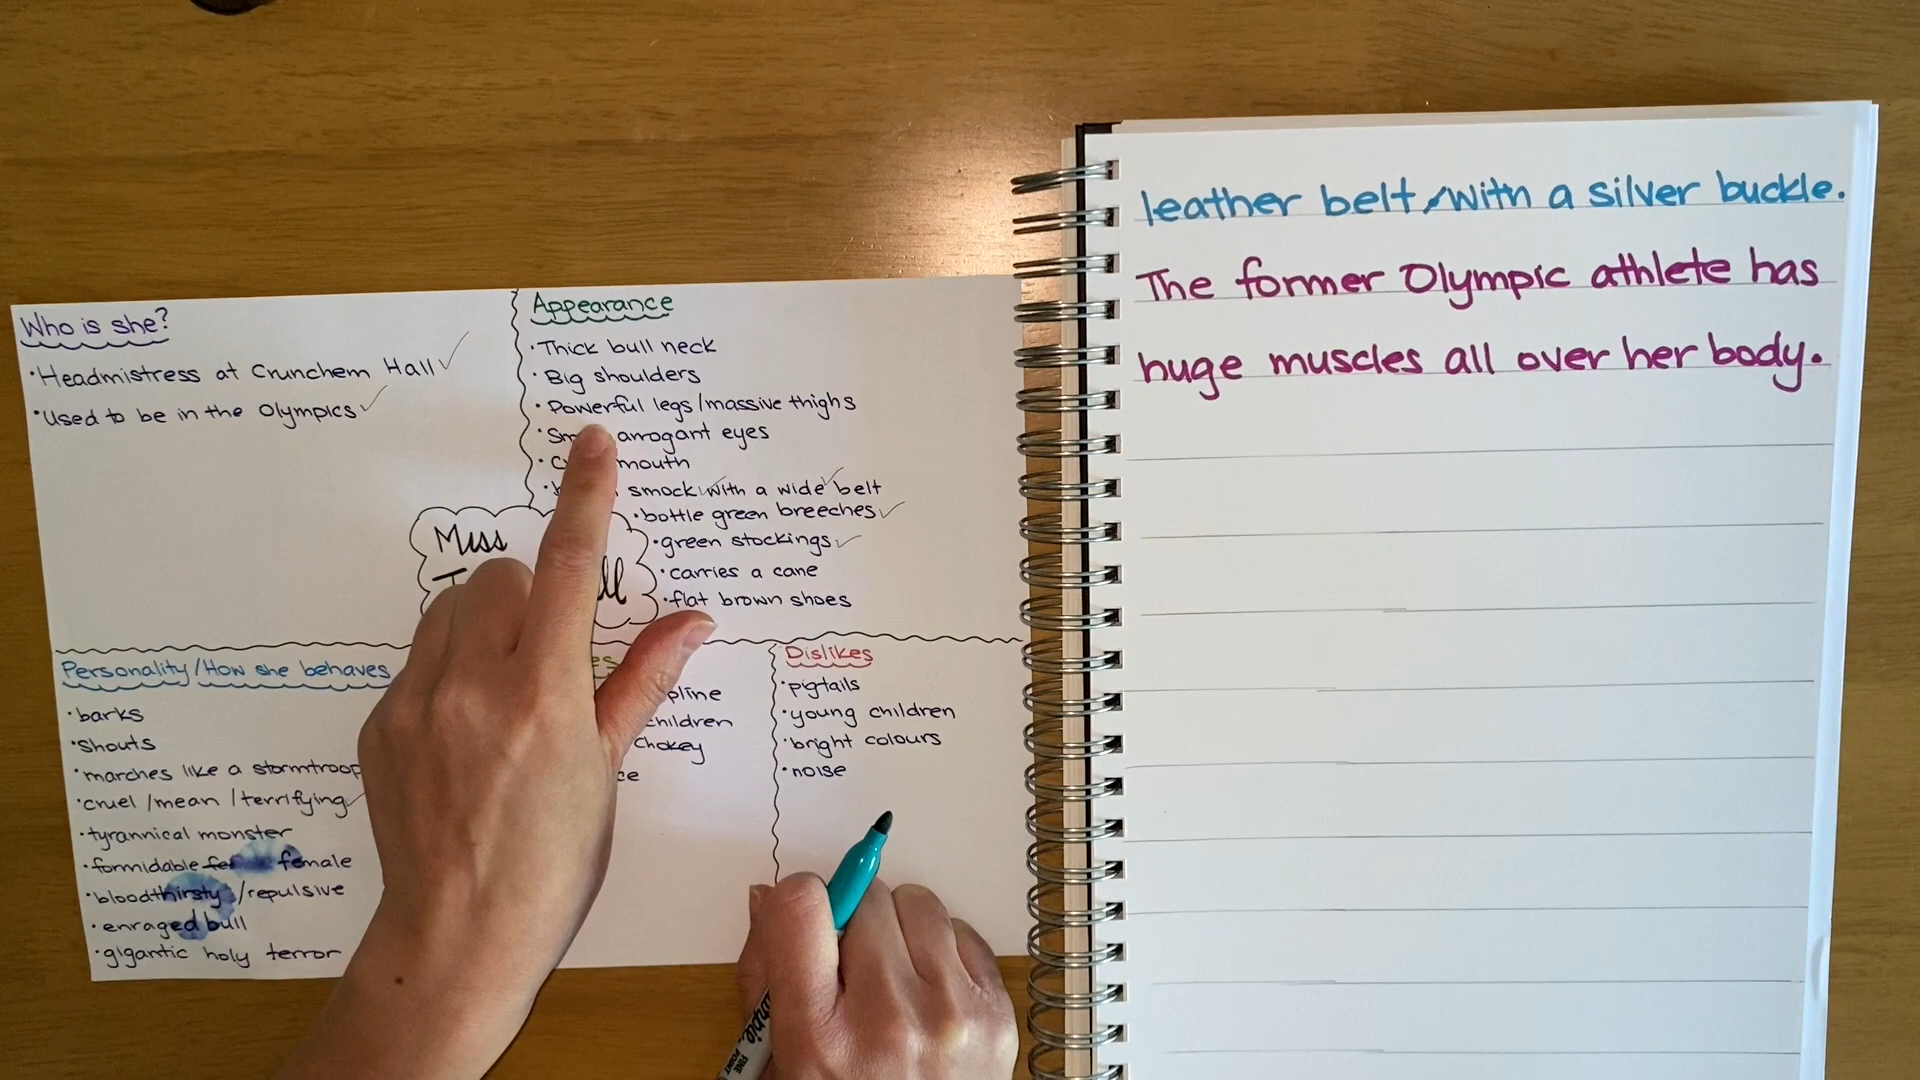 Who is she?
•Headmistress at Crunchem Hall
•Used to be in the Olympics
Appearance
•Thick bull neck
•Big shoulders
•Powerful legs/massive thighs
arrogant eyes
mouth
smock with a wide belt
•bottle green breeches
•green stockings
•carries a cane
•flat brown shoes
Miss
Personality/How she behaves
•barks
•shouts
•marches like a stormtroop
•cruel/mean/terrifying
•tyrannical monster
•formidable female
•bloodthirsty/repulsive
•enraged bull
•gigantic holy terror
children
Chokey
Dislikes
•pigtails
•young children
•bright colours
•noise
leather belt with a silver buckle.
The former Olympic athlete has
huge muscles all over her body.
FINE
POINT